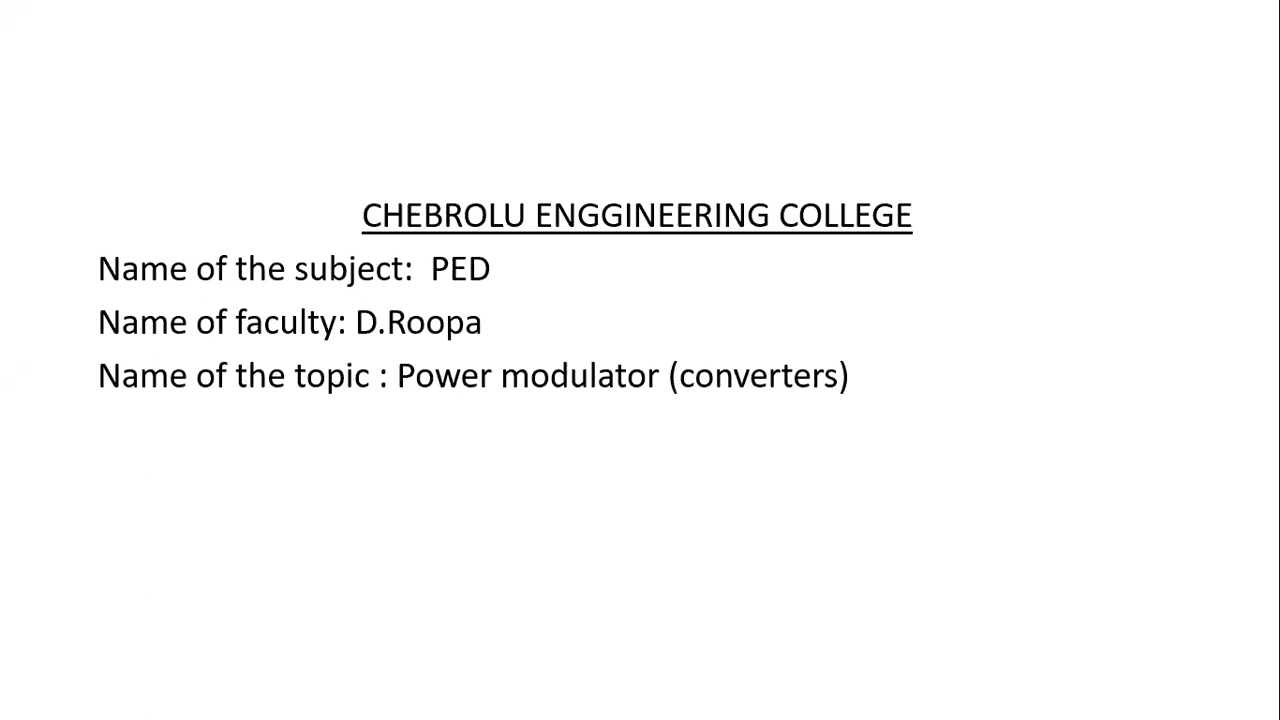 CHEBROLU ENGGINEERING COLLEGE
Name of the subject:  PED
Name of faculty: D.Roopa
Name of the topic : Power modulator (converters)